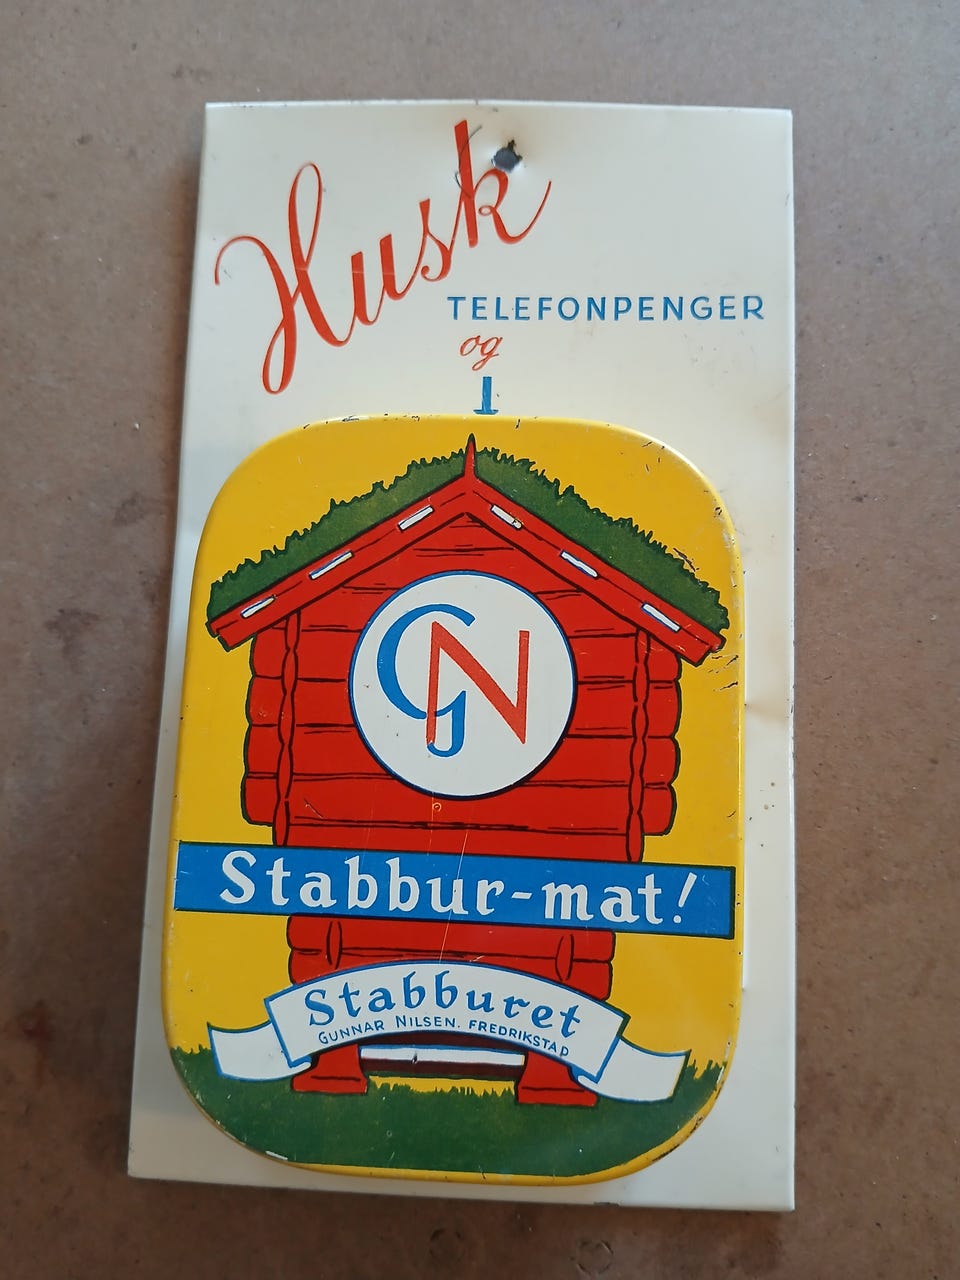 Husk
TELEFONPENGER
og
GN
Stabbur-mat!
Stabburet
GUNNAR NILSEN. FREDRIKSTAD